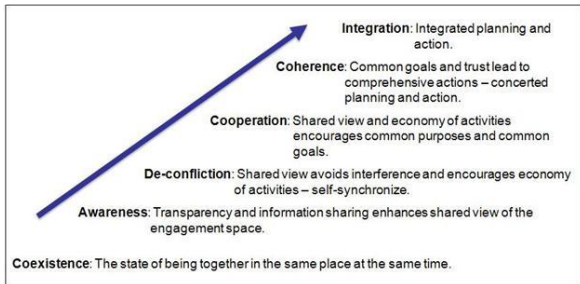 Integration: Integrated planning and
action.
Coherence: Common goals and trust lead to
comprehensive actions – concerted
planning and action.
Cooperation: Shared view and economy of activities
encourages common purposes and common
goals.
De-confliction: Shared view avoids interference and encourages economy
of activities – self-synchronize.
Awareness: Transparency and information sharing enhances shared view of the
engagement space.
Coexistence: The state of being together in the same place at the same time.